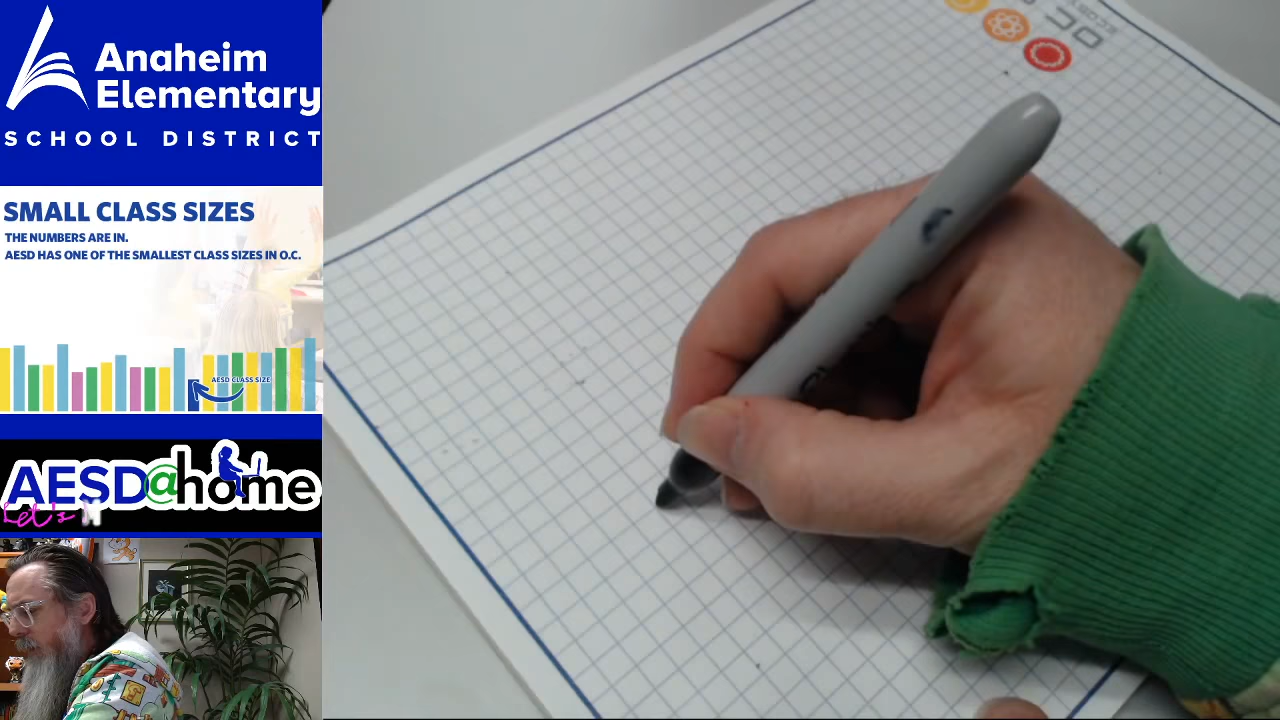 Anaheim
Elementary
SCHOOL DISTRICT
SMALL CLASS SIZES
THE NUMBERS ARE IN.
AESD HAS ONE OF THE SMALLEST CLASS SIZES IN O.C.
AESD CLASS SIZE
AESD@home
Let's